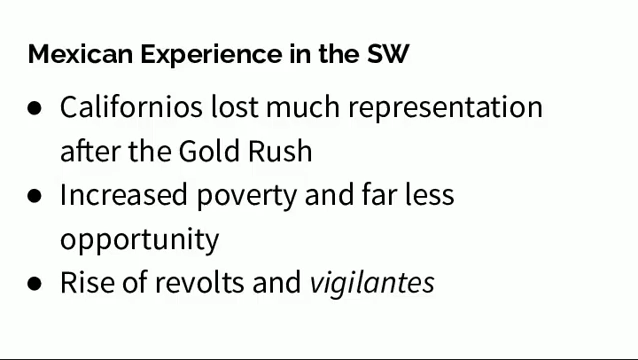 Mexican Experience in the SW
● Californios lost much representation
after the Gold Rush
● Increased poverty and far less
opportunity
● Rise of revolts and vigilantes